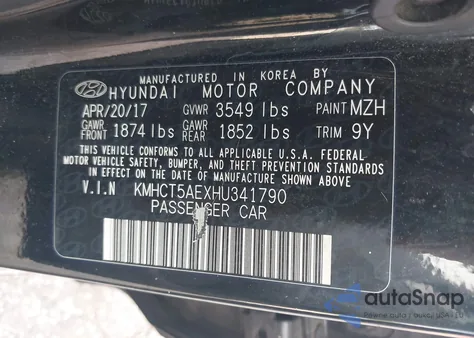 MANUFACTURED IN KOREA BY
HYUNDAI MOTOR COMPANY
APR/20/17 GVWR 3549 lbs PAINT MZH
GAWR FRONT 1874 lbs GAWR REAR 1852 lbs TRIM 9Y
THIS VEHICLE CONFORMS TO ALL APPLICABLE U.S.A. FEDERAL
MOTOR VEHICLE SAFETY, BUMPER, AND THEFT PREVENTION
STANDARDS IN EFFECT ON THE DATE OF MANUFACTURE SHOWN ABOVE.
V.I.N KMHCT5AEXHU341790
PASSENGER CAR
autoSnap